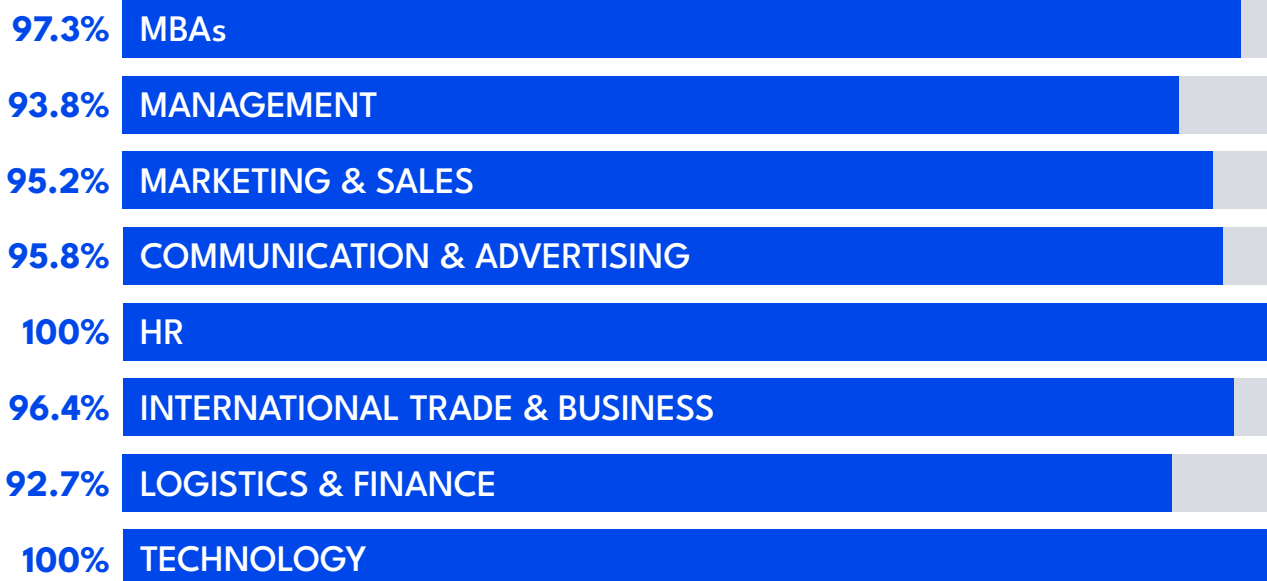 97.3% MBAs
93.8% MANAGEMENT
95.2% MARKETING & SALES
95.8% COMMUNICATION & ADVERTISING
100% HR
96.4% INTERNATIONAL TRADE & BUSINESS
92.7% LOGISTICS & FINANCE
100% TECHNOLOGY